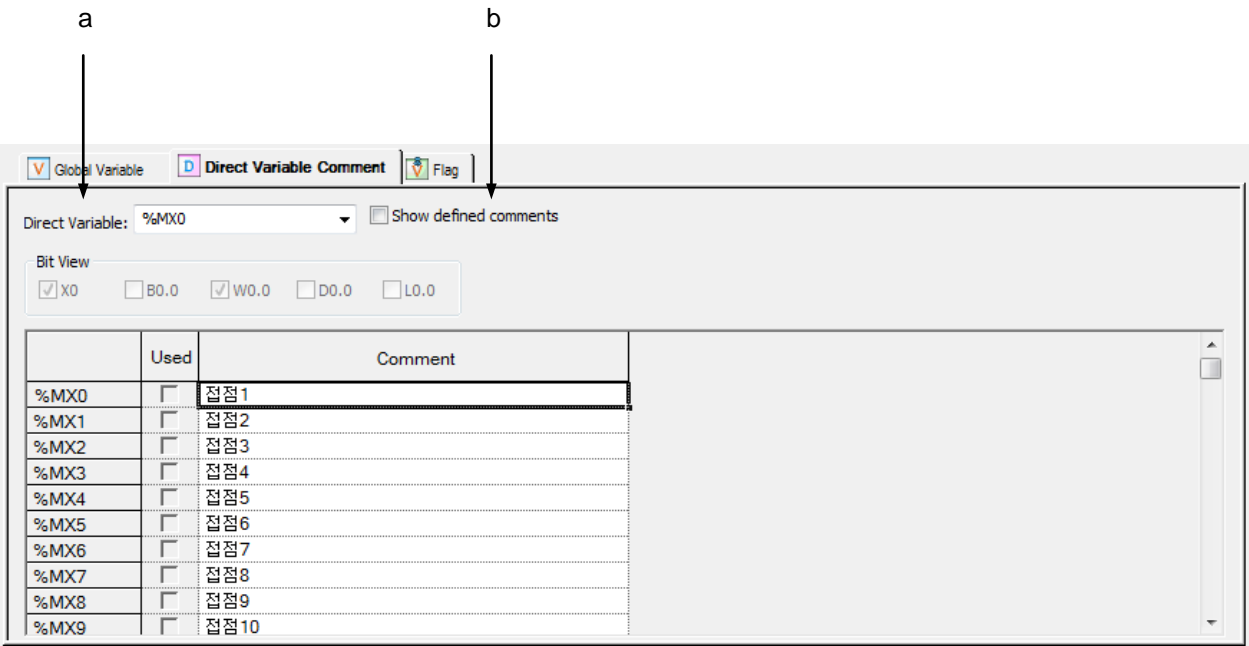 a b
Global Variable Direct Variable Comment Flag
Direct Variable: %MX0 Show defined comments
Bit View
X0 B0.0 W0.0 D0.0 L0.0
Used Comment
%MX0 접점1
%MX1 접점2
%MX2 접점3
%MX3 접점4
%MX4 접점5
%MX5 접점6
%MX6 접점7
%MX7 접점8
%MX8 접점9
%MX9 접점10